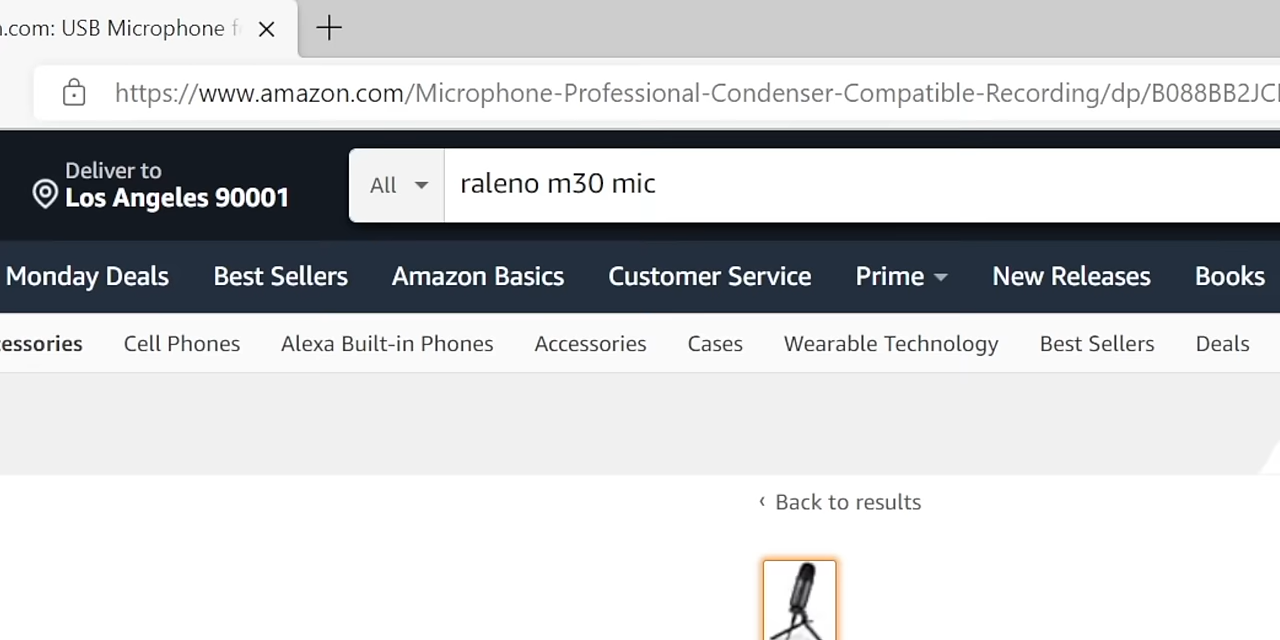 .com: USB Microphone
https://www.amazon.com/Microphone-Professional-Condenser-Compatible-Recording/dp/B088BB2JC
Deliver to
Los Angeles 90001
All
raleno m30 mic
Monday Deals Best Sellers Amazon Basics Customer Service Prime New Releases Books
essories Cell Phones Alexa Built-in Phones Accessories Cases Wearable Technology Best Sellers Deals
‹ Back to results